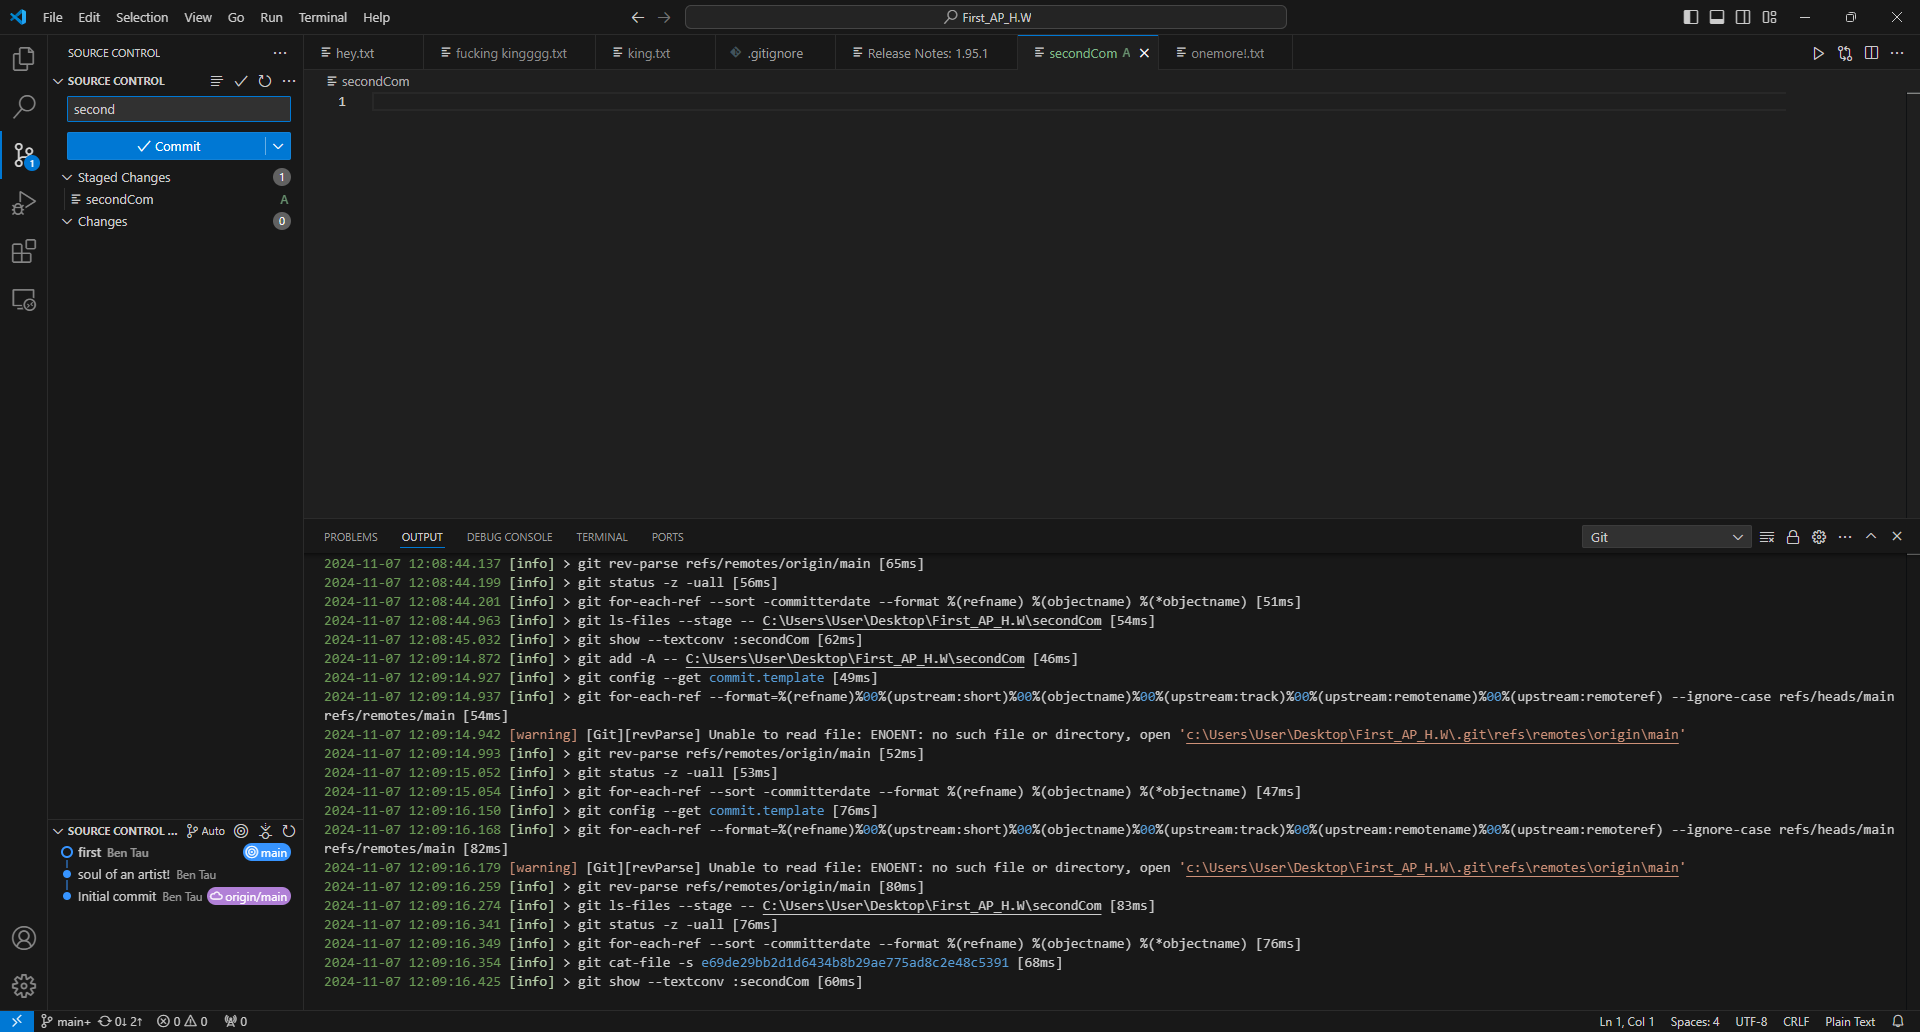 File Edit Selection View Go Run Terminal Help
First_AP_H.W
SOURCE CONTROL
hey.txt
fucking kingggg.txt
king.txt
.gitignore
Release Notes: 1.95.1
secondCom A
onemore!.txt
SOURCE CONTROL
secondCom
second
1
Commit
Staged Changes 1
secondCom A
Changes 0
1
PROBLEMS OUTPUT DEBUG CONSOLE TERMINAL PORTS
Git
2024-11-07 12:08:44.137 [info] > git rev-parse refs/remotes/origin/main [65ms]
2024-11-07 12:08:44.199 [info] > git status -z -uall [56ms]
2024-11-07 12:08:44.201 [info] > git for-each-ref --sort -committerdate --format %(refname) %(objectname) %(*objectname) [51ms]
2024-11-07 12:08:44.963 [info] > git ls-files --stage -- C:\Users\User\Desktop\First_AP_H.W\secondCom [54ms]
2024-11-07 12:08:45.032 [info] > git show --textconv :secondCom [62ms]
2024-11-07 12:09:14.872 [info] > git add -A -- C:\Users\User\Desktop\First_AP_H.W\secondCom [46ms]
2024-11-07 12:09:14.927 [info] > git config --get commit.template [49ms]
2024-11-07 12:09:14.937 [info] > git for-each-ref --format=%(refname)%00%(upstream:short)%00%(objectname)%00%(upstream:track)%00%(upstream:remotename)%00%(upstream:remoteref) --ignore-case refs/heads/main
refs/remotes/main [54ms]
2024-11-07 12:09:14.942 [warning] [Git][revParse] Unable to read file: ENOENT: no such file or directory, open 'c:\Users\User\Desktop\First_AP_H.W\.git\refs\remotes\origin\main'
2024-11-07 12:09:14.993 [info] > git rev-parse refs/remotes/origin/main [52ms]
2024-11-07 12:09:15.052 [info] > git status -z -uall [53ms]
2024-11-07 12:09:15.054 [info] > git for-each-ref --sort -committerdate --format %(refname) %(objectname) %(*objectname) [47ms]
2024-11-07 12:09:16.150 [info] > git config --get commit.template [76ms]
2024-11-07 12:09:16.168 [info] > git for-each-ref --format=%(refname)%00%(upstream:short)%00%(objectname)%00%(upstream:track)%00%(upstream:remotename)%00%(upstream:remoteref) --ignore-case refs/heads/main
refs/remotes/main [82ms]
2024-11-07 12:09:16.179 [warning] [Git][revParse] Unable to read file: ENOENT: no such file or directory, open 'c:\Users\User\Desktop\First_AP_H.W\.git\refs\remotes\origin\main'
2024-11-07 12:09:16.259 [info] > git rev-parse refs/remotes/origin/main [80ms]
2024-11-07 12:09:16.274 [info] > git ls-files --stage -- C:\Users\User\Desktop\First_AP_H.W\secondCom [83ms]
2024-11-07 12:09:16.341 [info] > git status -z -uall [76ms]
2024-11-07 12:09:16.349 [info] > git for-each-ref --sort -committerdate --format %(refname) %(objectname) %(*objectname) [76ms]
2024-11-07 12:09:16.354 [info] > git cat-file -s e69de29bb2d1d6434b8b29ae775ad8c2e48c5391 [68ms]
2024-11-07 12:09:16.425 [info] > git show --textconv :secondCom [60ms]
SOURCE CONTROL ... Auto
first Ben Tau main
soul of an artist! Ben Tau
Initial commit Ben Tau origin/main
main+ 0↓ 2↑ 0 0 0
Ln 1, Col 1 Spaces: 4 UTF-8 CRLF Plain Text